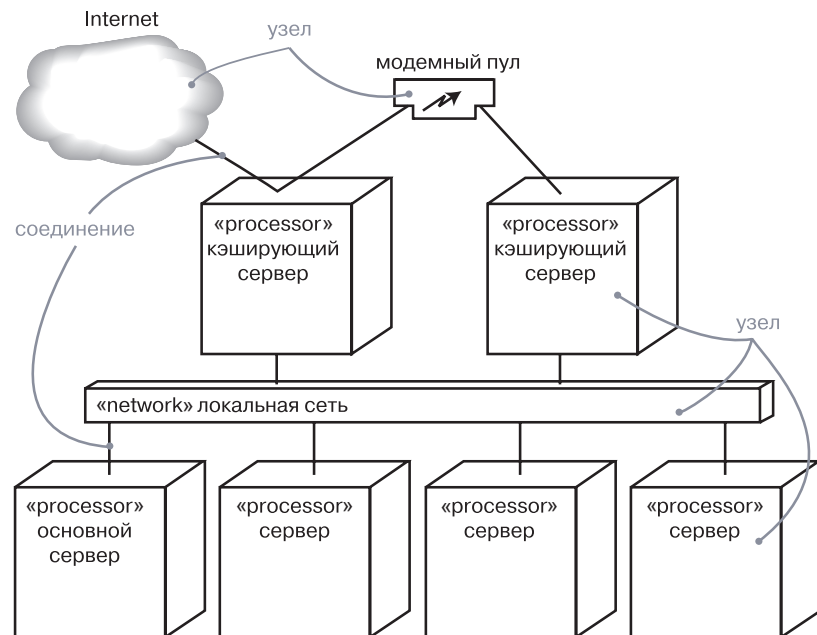 Internet
узел
модемный пул
соединение
«processor»
кэширующий
сервер
«processor»
кэширующий
сервер
узел
«network» локальная сеть
«processor»
основной
сервер
«processor»
сервер
«processor»
сервер
«processor»
сервер